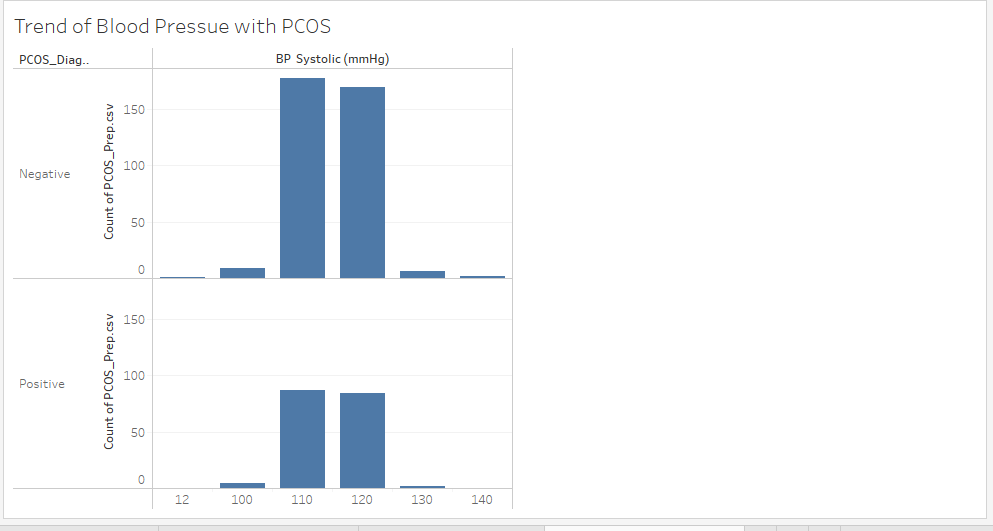 Trend of Blood Pressue with PCOS
PCOS_Diag..
BP Systolic (mmHg)
Negative
Count of PCOS_Prep.csv
150
100
50
0
Positive
Count of PCOS_Prep.csv
150
100
50
0
12 100 110 120 130 140